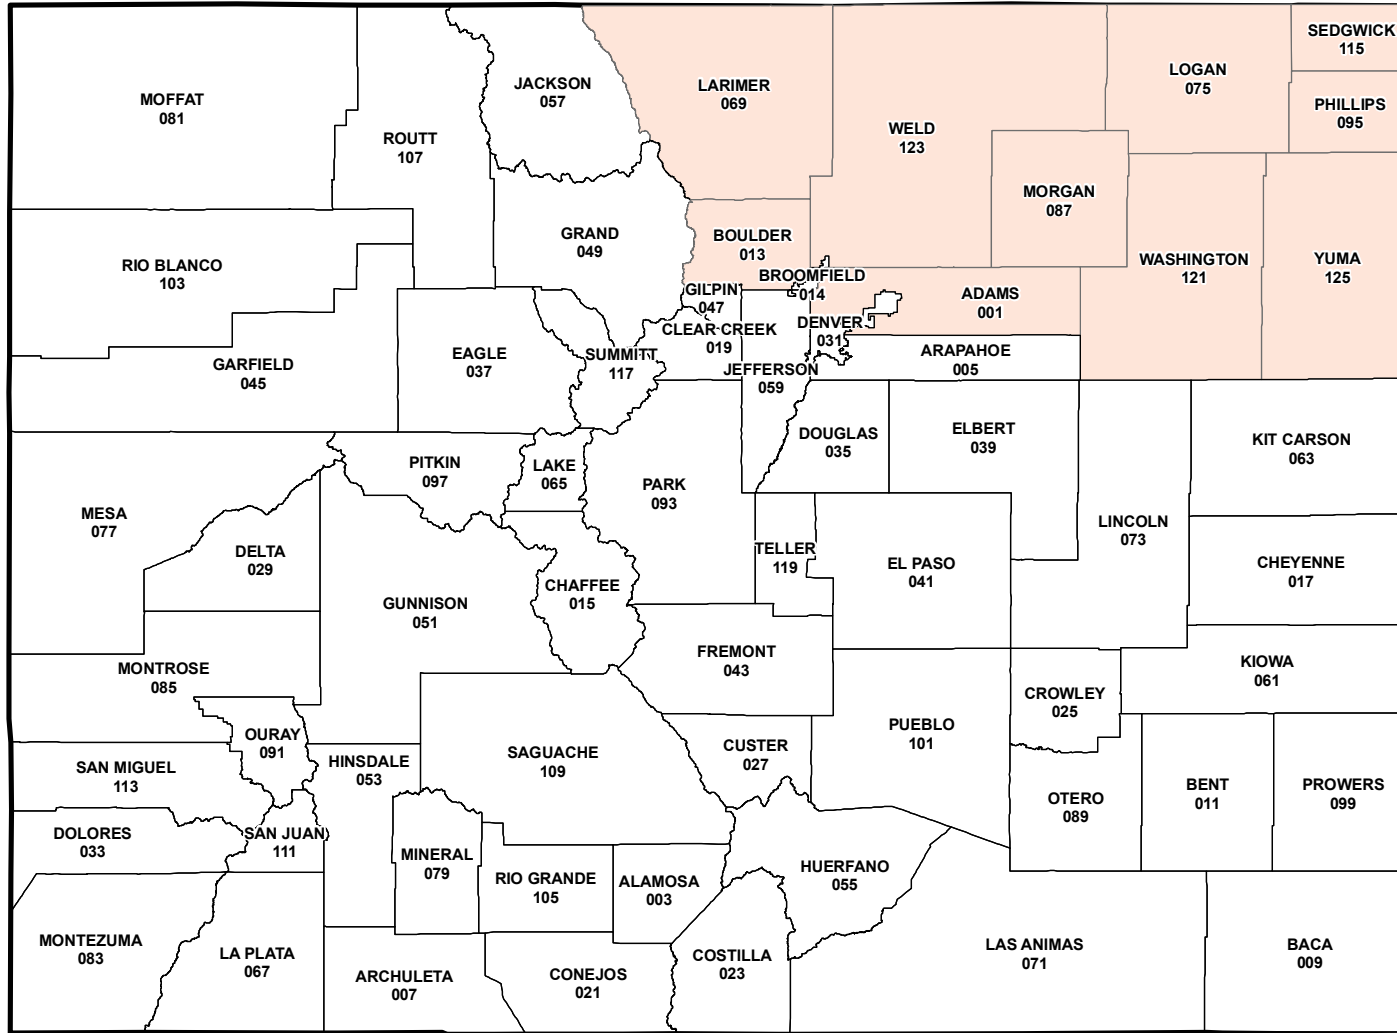 SEDGWICK
115
LOGAN
075
JACKSON
057
LARIMER
069
MOFFAT
081
PHILLIPS
095
WELD
123
ROUTT
107
MORGAN
087
GRAND
049
BOULDER
013
RIO BLANCO
103
WASHINGTON
121
YUMA
125
BROOMFIELD
014
GILPIN
047
ADAMS
001
CLEAR CREEK
019
DENVER
031
EAGLE
037
SUMMITT
117
ARAPAHOE
005
GARFIELD
045
JEFFERSON
059
DOUGLAS
035
ELBERT
039
KIT CARSON
063
PITKIN
097
LAKE
065
PARK
093
MESA
077
LINCOLN
073
DELTA
029
TELLER
119
EL PASO
041
CHEYENNE
017
CHAFFEE
015
GUNNISON
051
FREMONT
043
KIOWA
061
MONTROSE
085
CROWLEY
025
OURAY
091
PUEBLO
101
CUSTER
027
SAGUACHE
109
HINSDALE
053
SAN MIGUEL
113
BENT
011
PROWERS
099
OTERO
089
DOLORES
033
SAN JUAN
111
MINERAL
079
HUERFANO
055
RIO GRANDE
105
ALAMOSA
003
MONTEZUMA
083
LA PLATA
067
COSTILLA
023
LAS ANIMAS
071
BACA
009
ARCHULETA
007
CONEJOS
021